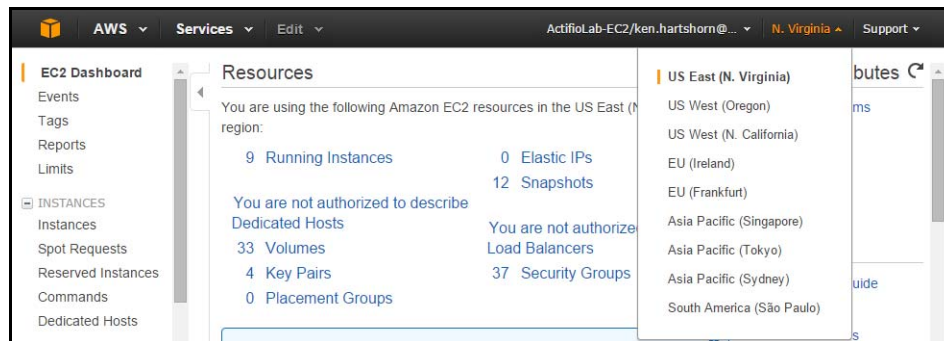 AWS Services Edit ActifioLab-EC2/ken.hartshorn@... N. Virginia Support
EC2 Dashboard
Events
Tags
Reports
Limits
INSTANCES
Instances
Spot Requests
Reserved Instances
Commands
Dedicated Hosts
Resources
You are using the following Amazon EC2 resources in the US East (N
region:
9 Running Instances
0 Elastic IPs
12 Snapshots
You are not authorized to describe
Dedicated Hosts
You are not authorize
Load Balancers
33 Volumes
4 Key Pairs
37 Security Groups
0 Placement Groups
US East (N. Virginia)
US West (Oregon)
US West (N. California)
EU (Ireland)
EU (Frankfurt)
Asia Pacific (Singapore)
Asia Pacific (Tokyo)
Asia Pacific (Sydney)
South America (São Paulo)
butes
ms
uide
s